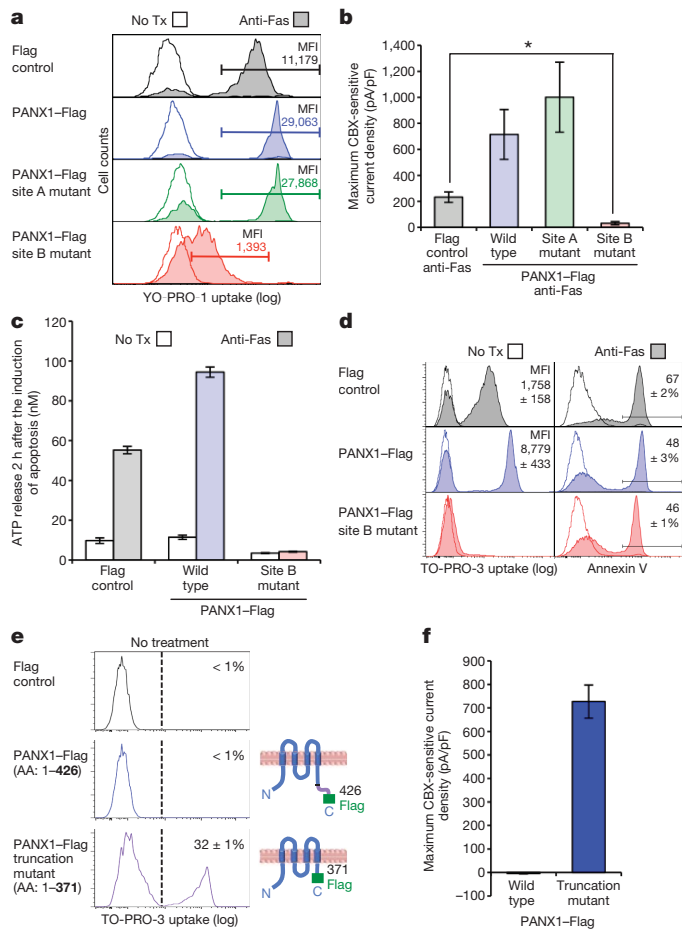 a
No Tx
Anti-Fas
Flag
control
MFI
11,179
PANX1–Flag
MFI
29,063
PANX1–Flag
site A mutant
MFI
27,868
PANX1–Flag
site B mutant
MFI
1,393
Cell counts
YO-PRO-1 uptake (log)
b
Maximum CBX-sensitive
current density (pA/pF)
1,400
1,200
1,000
800
600
400
200
0
*
Flag
control
anti-Fas
Wild
type
Site A
mutant
Site B
mutant
PANX1–Flag
anti-Fas
c
No Tx
Anti-Fas
ATP release 2 h after the induction
of apoptosis (nM)
120
100
80
60
40
20
0
Flag
control
Wild
type
Site B
mutant
PANX1–Flag
d
No Tx
Anti-Fas
Flag
control
MFI
1,758
± 158
67
± 2%
PANX1–Flag
MFI
8,779
± 433
48
± 3%
PANX1–Flag
site B mutant
46
± 1%
TO-PRO-3 uptake (log)
Annexin V
e
No treatment
Flag
control
< 1%
PANX1–Flag
(AA: 1–426)
< 1%
N
426
Flag
C
PANX1–Flag
truncation
mutant
(AA: 1–371)
32 ± 1%
N
371
Flag
C
TO-PRO-3 uptake (log)
f
Maximum CBX-sensitive current
density (pA/pF)
900
800
700
600
500
400
300
200
100
0
−100
Wild
type
Truncation
mutant
PANX1–Flag